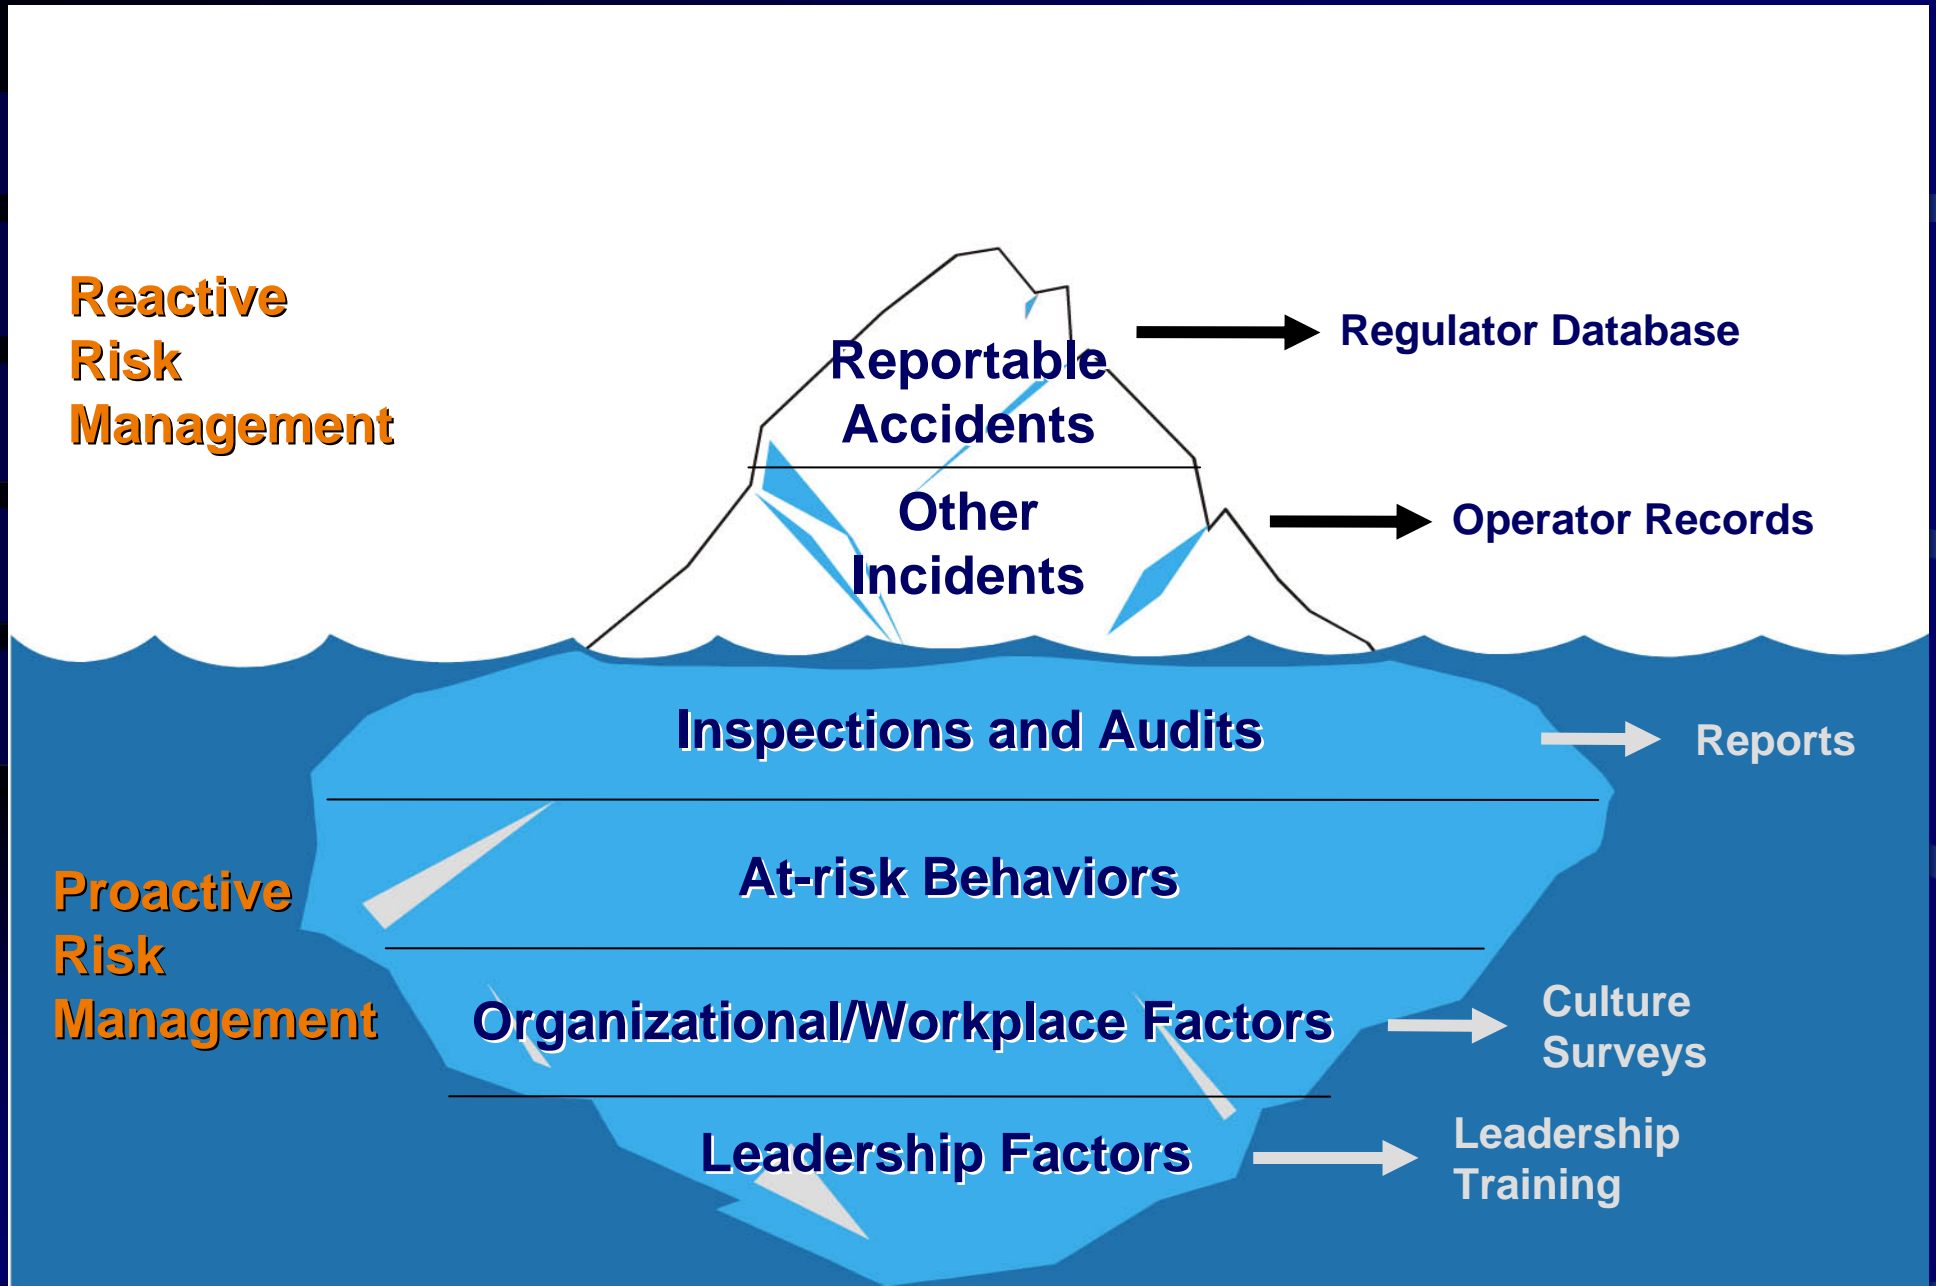 Reactive
Risk
Management
Reportable
Accidents
Regulator Database
Other
Incidents
Operator Records
Inspections and Audits
Reports
At-risk Behaviors
Proactive
Risk
Management
Organizational/Workplace Factors
Culture
Surveys
Leadership Factors
Leadership
Training